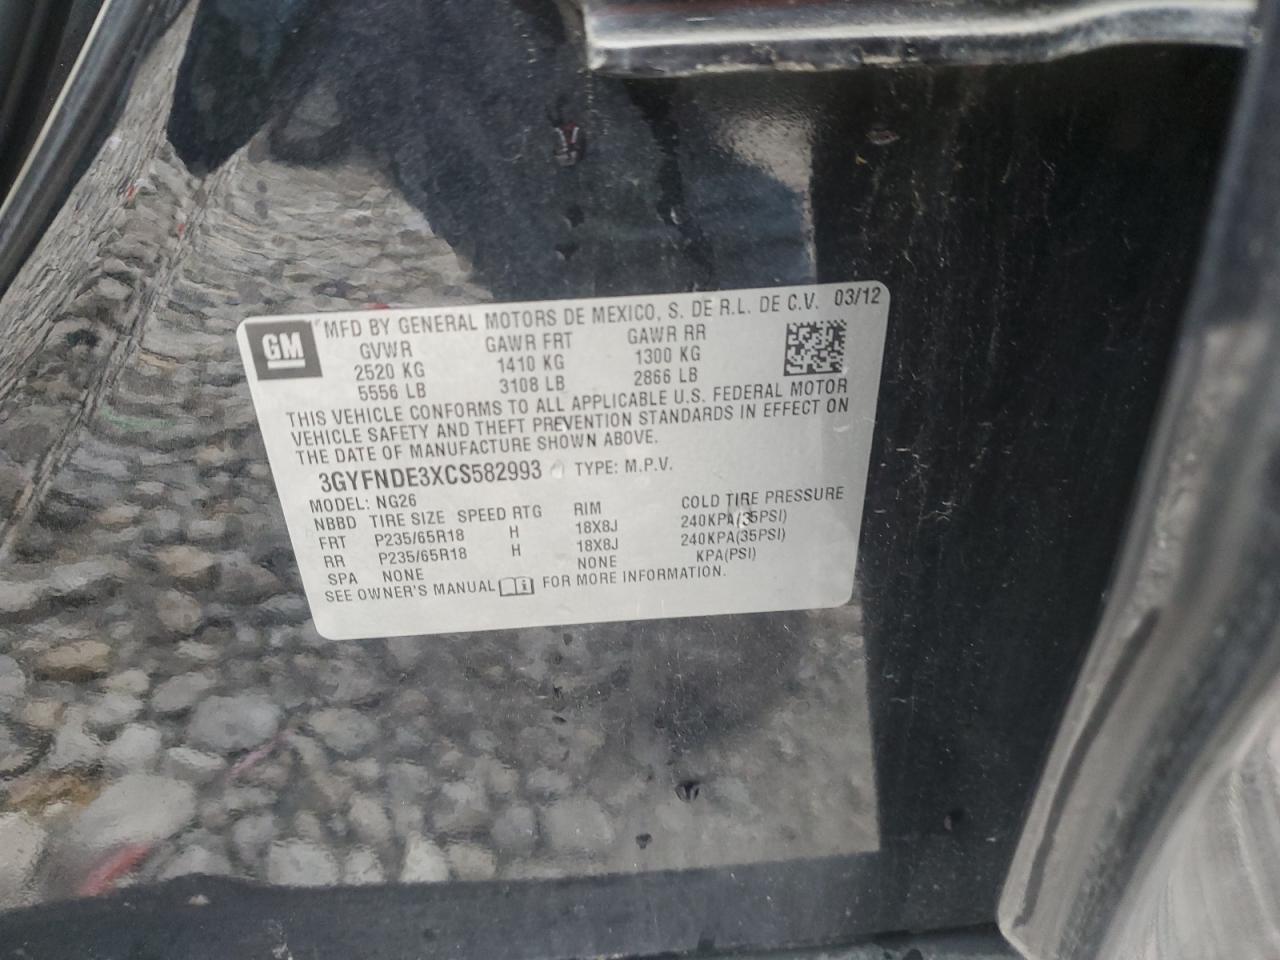 GM
MFD BY GENERAL MOTORS DE MEXICO, S. DE R.L. DE C.V. 03/12
GVWR GAWR FRT GAWR RR
2520 KG 1410 KG 1300 KG
5556 LB 3108 LB 2866 LB
THIS VEHICLE CONFORMS TO ALL APPLICABLE U.S. FEDERAL MOTOR
VEHICLE SAFETY AND THEFT PREVENTION STANDARDS IN EFFECT ON
THE DATE OF MANUFACTURE SHOWN ABOVE.
3GYFNDE3XCS582993 TYPE: M.P.V.
MODEL: NG26
NBBD TIRE SIZE SPEED RTG RIM COLD TIRE PRESSURE
FRT P235/65R18 H 18X8J 240KPA(35PSI)
RR P235/65R18 H 18X8J 240KPA(35PSI)
SPA NONE NONE KPA(PSI)
SEE OWNER'S MANUAL i FOR MORE INFORMATION.